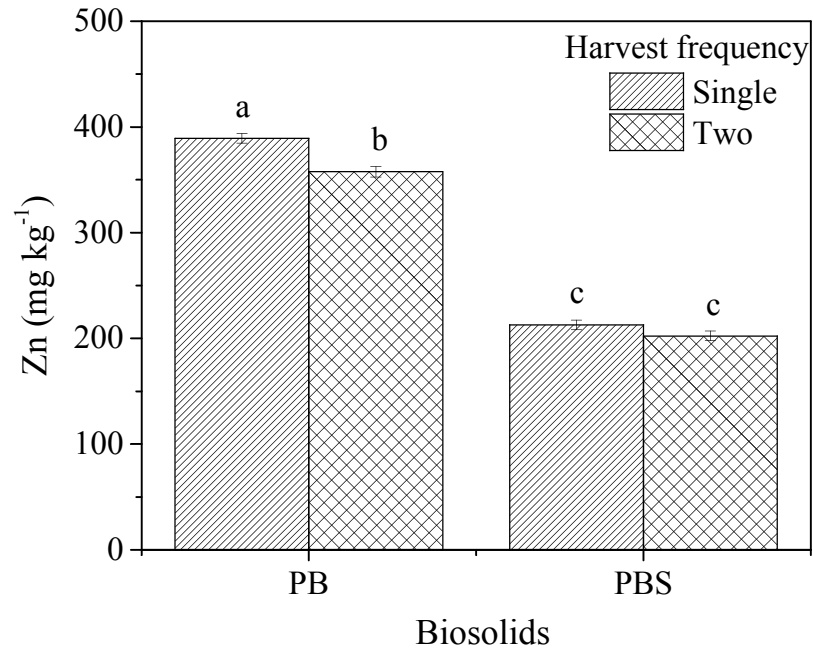 Harvest frequency
Single
Two
Zn (mg kg⁻¹)
500
400
300
200
100
0
a
b
c
c
PB
PBS
Biosolids